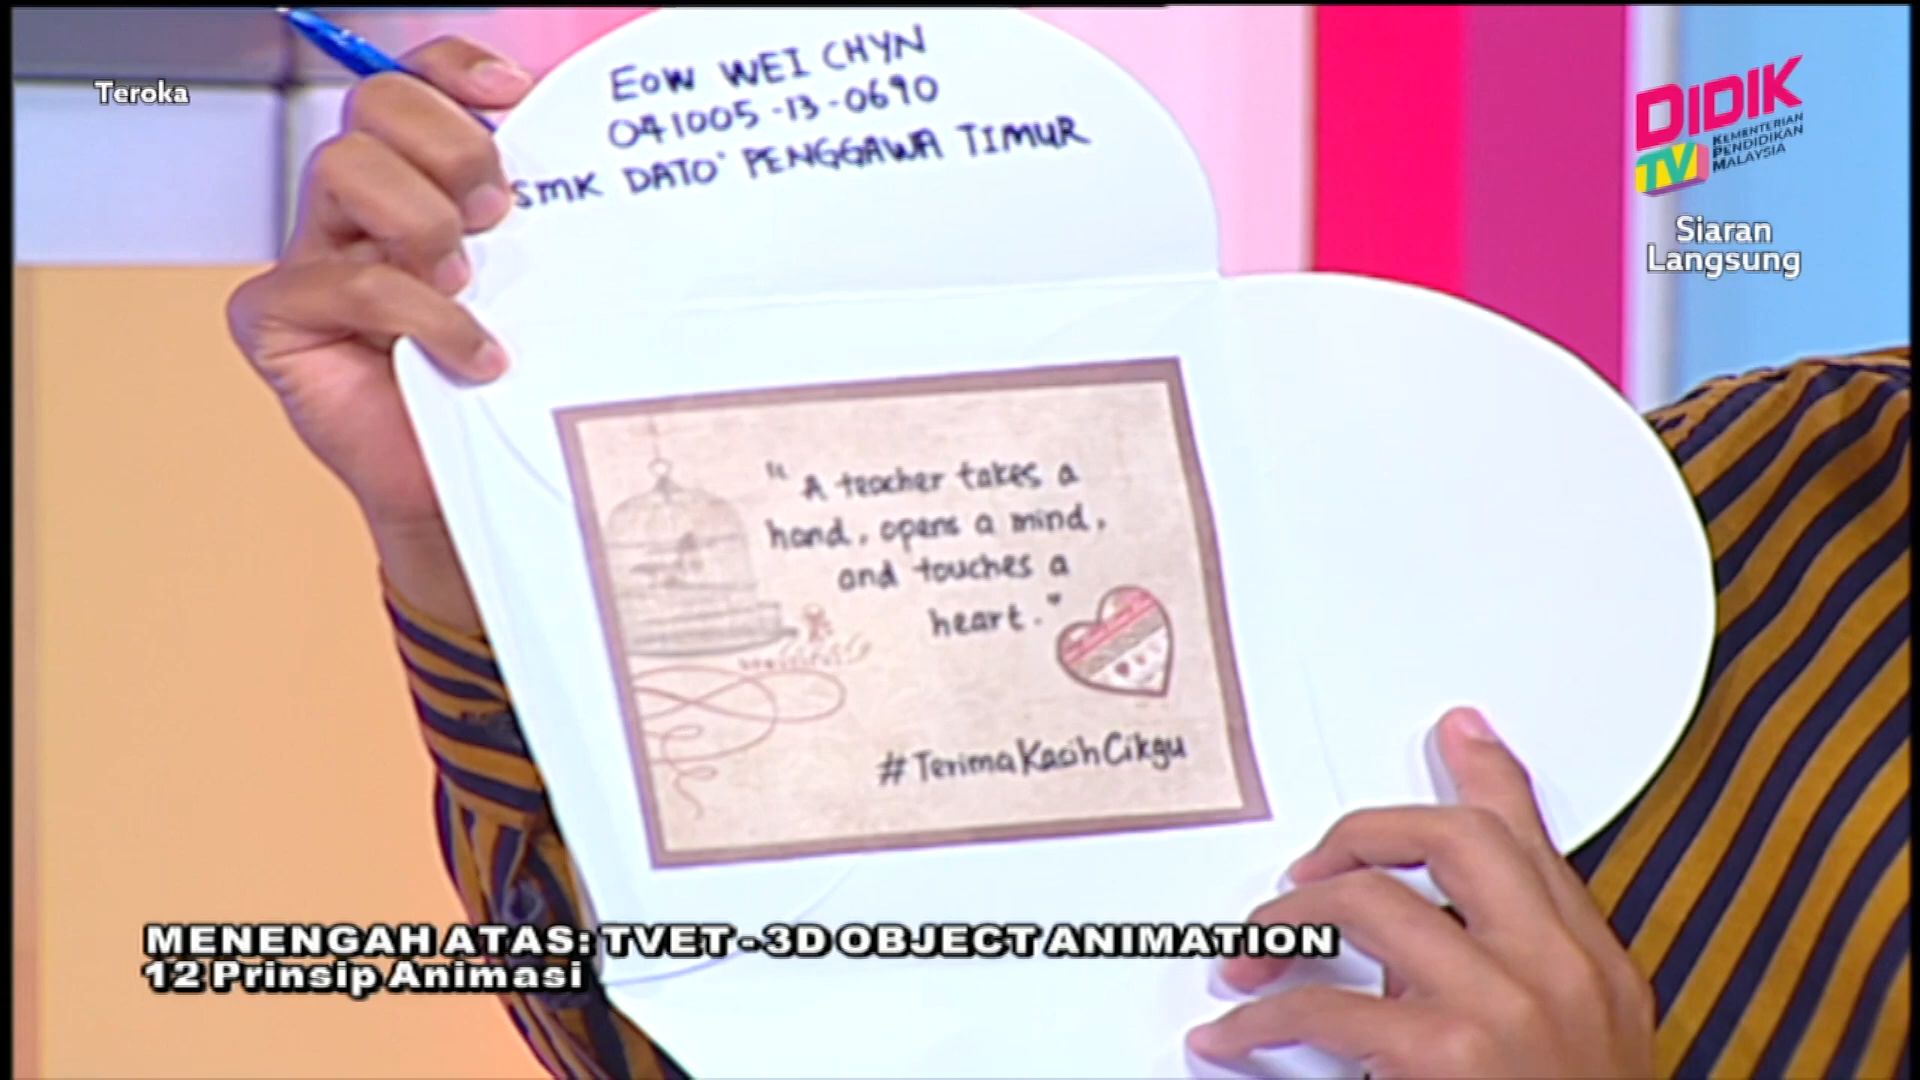 Teroka
EOW WEI CHYN
041005-13-0690
SMK DATO' PENGGAWA TIMUR
DIDIK
TV
KEMENTERIAN
PENDIDIKAN
MALAYSIA
Siaran
Langsung
"A teacher takes a
hand, opens a mind,
and touches a
heart."
#TerimaKasihCikgu
MENENGAH ATAS: TVET - 3D OBJECT ANIMATION
12 Prinsip Animasi